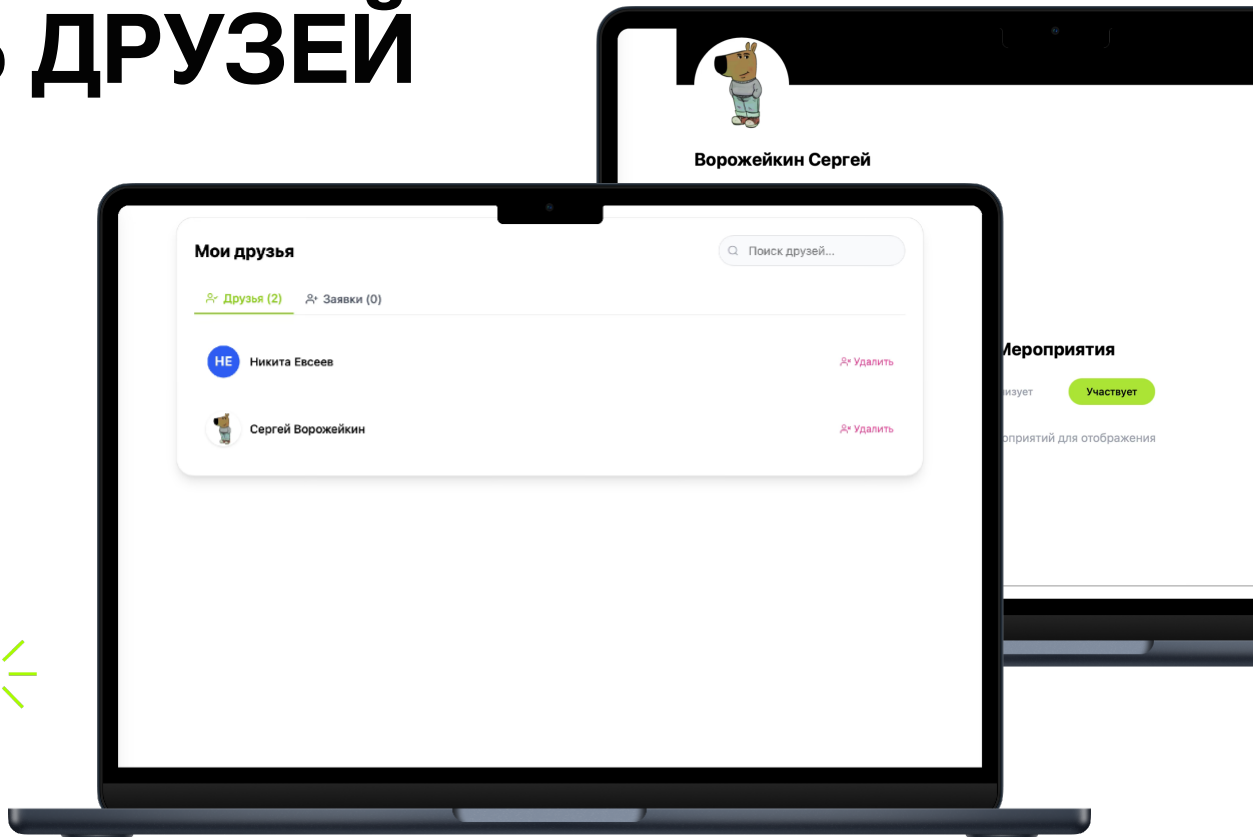 Ь ДРУЗЕЙ
Ворожейкин Сергей
Мои друзья
Поиск друзей...
Друзья (2)
Заявки (0)
НЕ
Никита Евсеев
Удалить
Сергей Ворожейкин
Удалить
Мероприятия
Участвует
для отображения